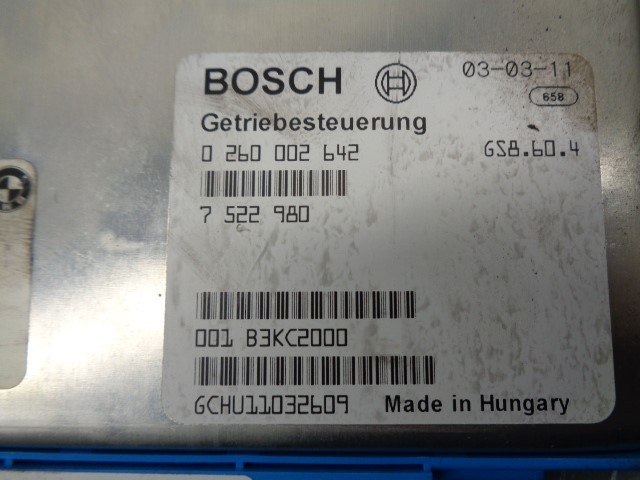 BOSCH 03-03-11
658
Getriebesteuerung
0 260 002 642 GS8.60.4
7 522 980
001 B3KC2000
GCHU11032609 Made in Hungary